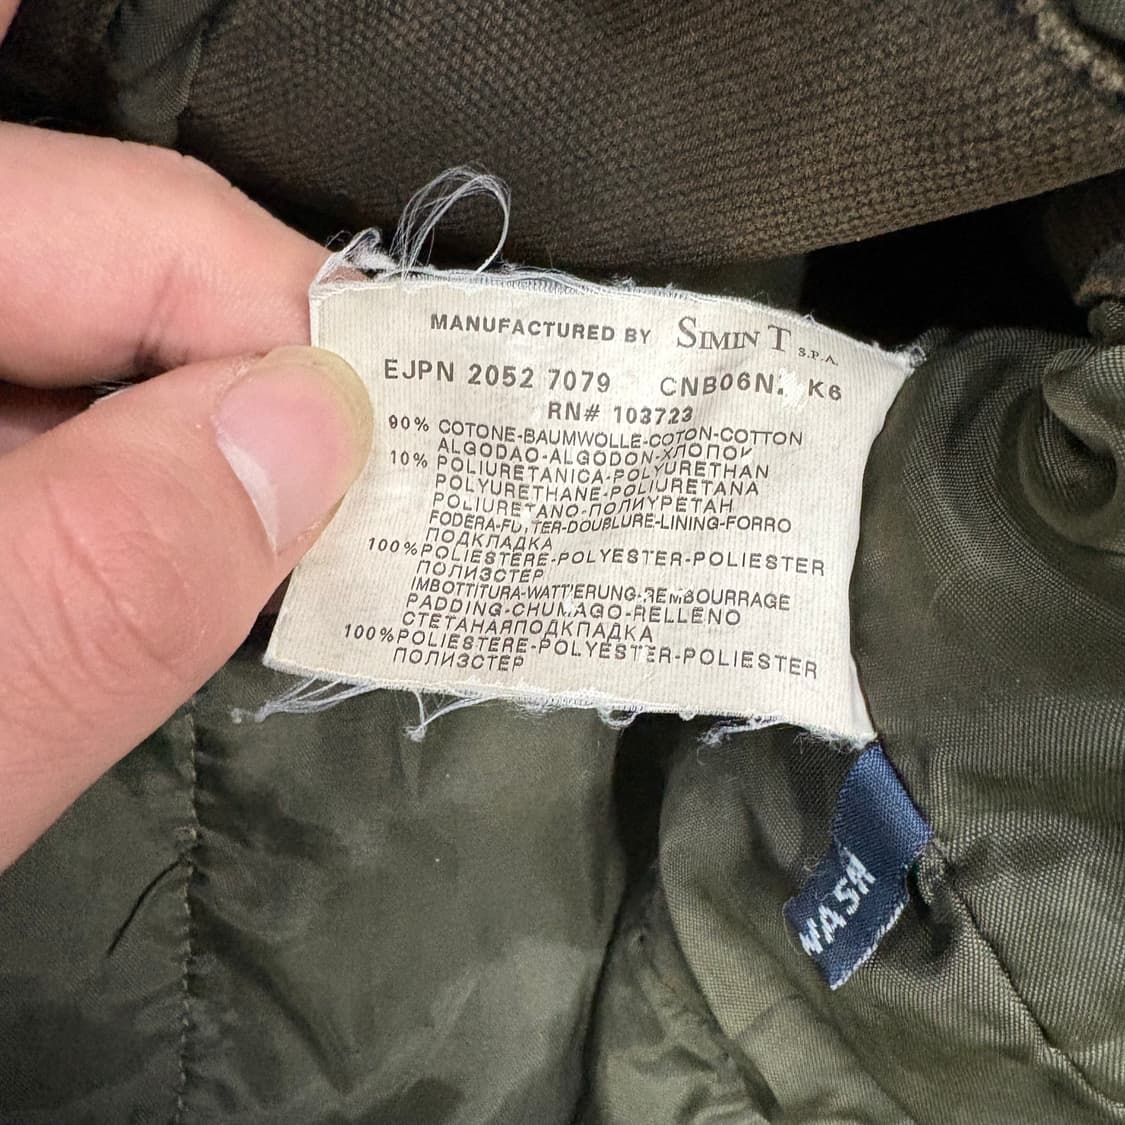 MANUFACTURED BY SIMINT S.P.A.
EJPN 2052 7079 K6
RN# 103723
90% COTONE-BAUMWOLLE-COTON-COTTON
ALGODAO-ALGODON-ХЛОПОК
10% POLIURETANICA-POLYURETHAN
POLYURETHANE-POLIURETANA
POLIURETANO-ПОЛИУРЕТАН
FODERA-FUTTER-DOUBLURE-LINING-FORRO
ПОДКЛАДКА
100% POLIESTERE-POLYESTER-POLIESTER
ПОЛИЭСТЕР
IMBOTTITURA-WATTIERUNG-REMBOURRAGE
PADDING-CHUMAGO-RELLENO
СТЕТАНАЯПОДКЛАДКА
100% POLIESTERE-POLYESTER-POLIESTER
ПОЛИЭСТЕР
WASH